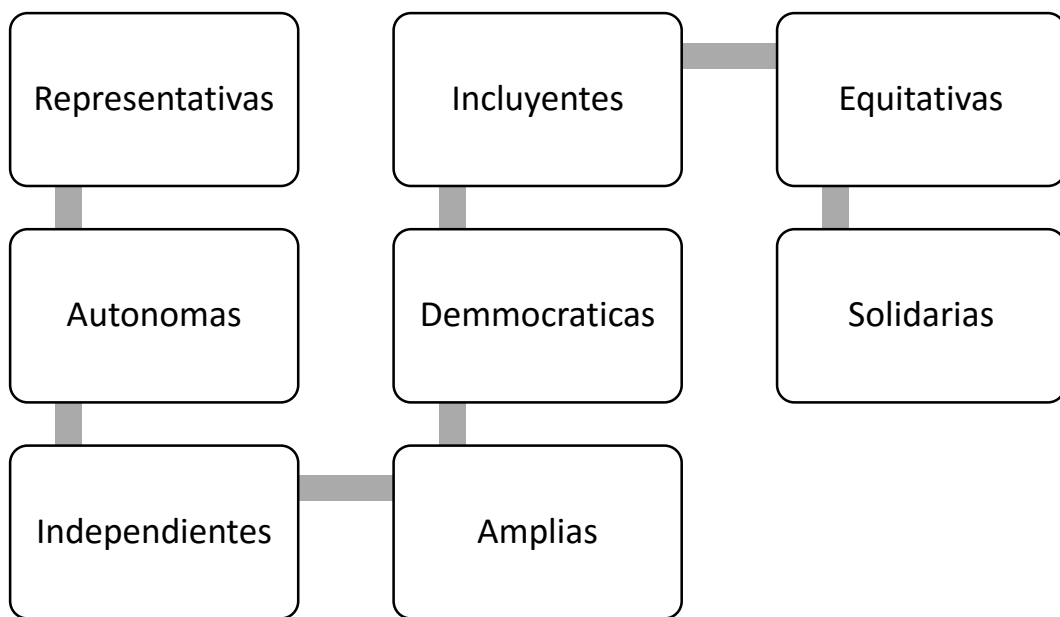 Representativas
Autonomas
Independientes
Amplias
Demmocraticas
Incluyentes
Equitativas
Solidarias